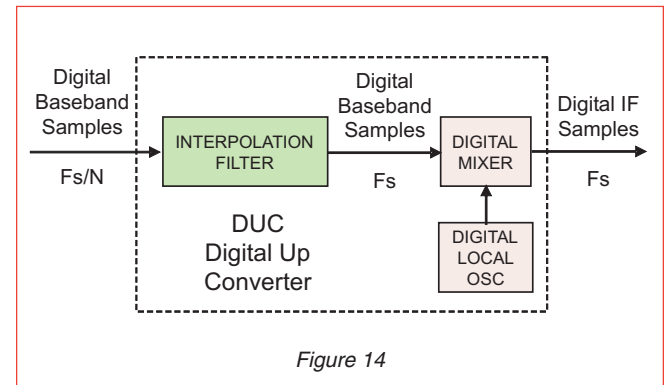 Digital
Baseband
Samples
Fs/N
INTERPOLATION
FILTER
DUC
Digital Up
Converter
Digital
Baseband
Samples
Fs
DIGITAL
MIXER
DIGITAL
LOCAL
OSC
Digital IF
Samples
Fs
Figure 14